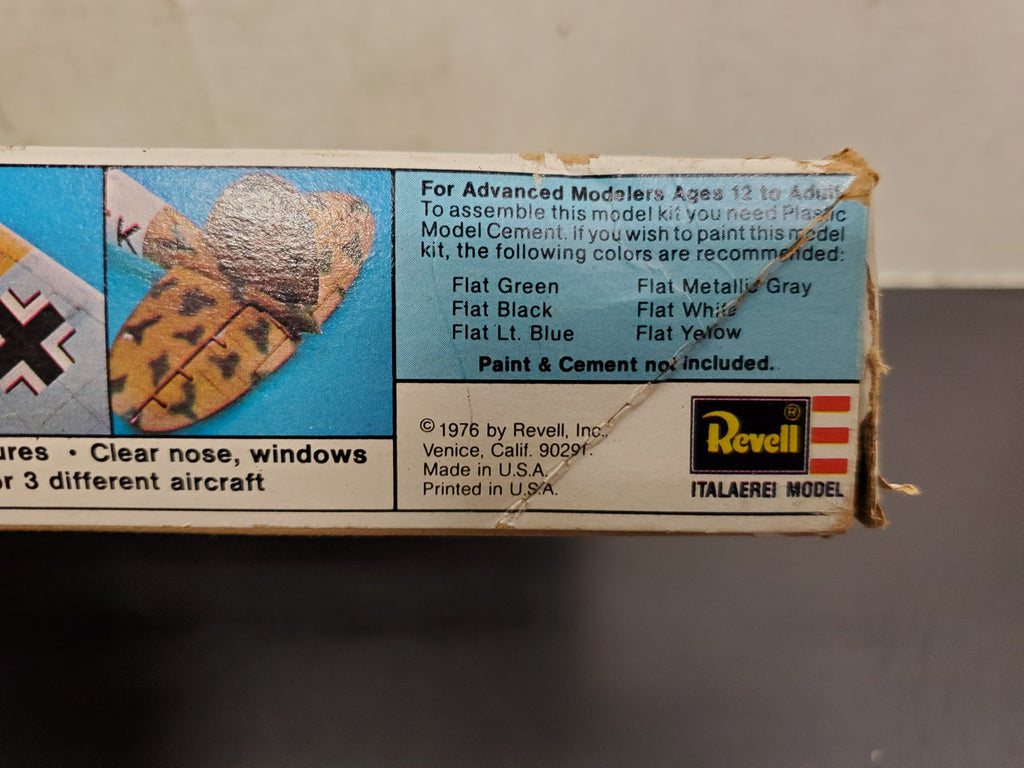 K
ures • Clear nose, windows
or 3 different aircraft
For Advanced Modelers Ages 12 to Adult
To assemble this model kit you need Plastic
Model Cement. If you wish to paint this model
kit, the following colors are recommended:
Flat Green Flat Metallic Gray
Flat Black Flat White
Flat Lt. Blue Flat Yellow
Paint & Cement not included.
© 1976 by Revell, Inc.
Venice, Calif. 90291.
Made in U.S.A.
Printed in U.S.A.
Revell ®
ITALAEREI MODEL